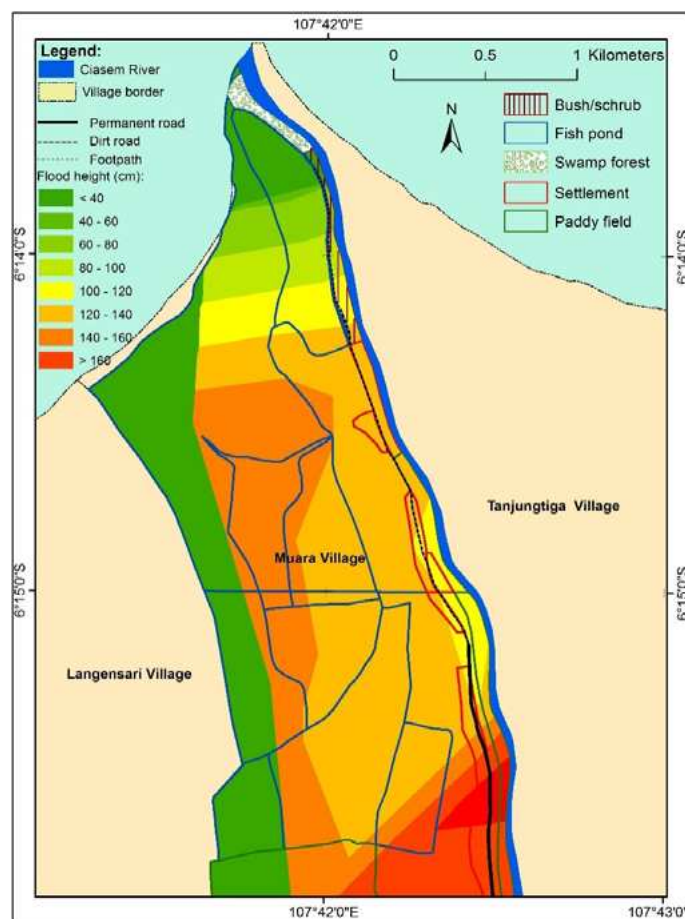 107°42'0"E
Legend:
Ciasem River
Village border
Permanent road
Dirt road
Footpath
Flood height (cm):
< 40
40 - 60
60 - 80
80 - 100
100 - 120
120 - 140
140 - 160
> 160
0 0.5 1 Kilometers
N
Bush/schrub
Fish pond
Swamp forest
Settlement
Paddy field
6°14'0"S
6°14'0"S
Tanjungtiga Village
Muara Village
6°15'0"S
6°15'0"S
Langensari Village
107°42'0"E
107°43'0"E